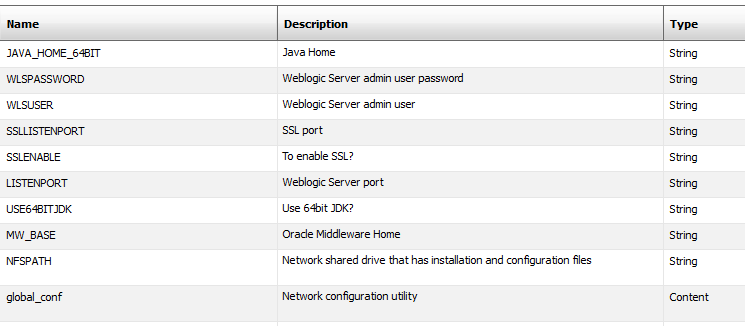 Name Description Type
JAVA_HOME_64BIT Java Home String
WLSPASSWORD Weblogic Server admin user password String
WLSUSER Weblogic Server admin user String
SSLLISTENPORT SSL port String
SSLENABLE To enable SSL? String
LISTENPORT Weblogic Server port String
USE64BITJDK Use 64bit JDK? String
MW_BASE Oracle Middleware Home String
NFSPATH Network shared drive that has installation and configuration files String
global_conf Network configuration utility Content